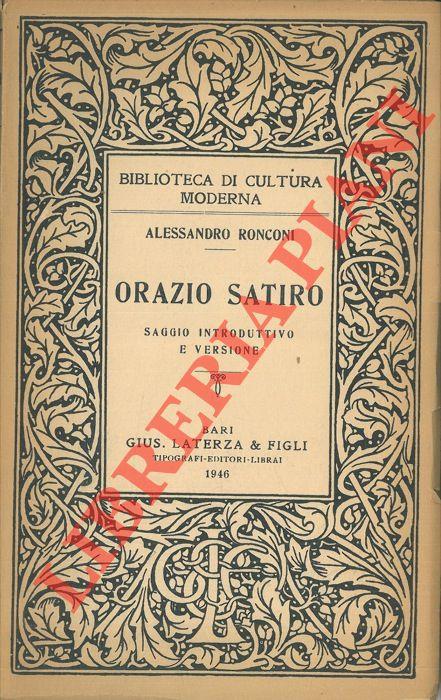 BIBLIOTECA DI CULTURA
MODERNA
ALESSANDRO RONCONI
ORAZIO SATIRO
SAGGIO INTRODUTTIVO
E VERSIONE
BARI
GIUS. LATERZA & FIGLI
TIPOGRAFI-EDITORI-LIBRAI
1946
LIBRERIA PIANI